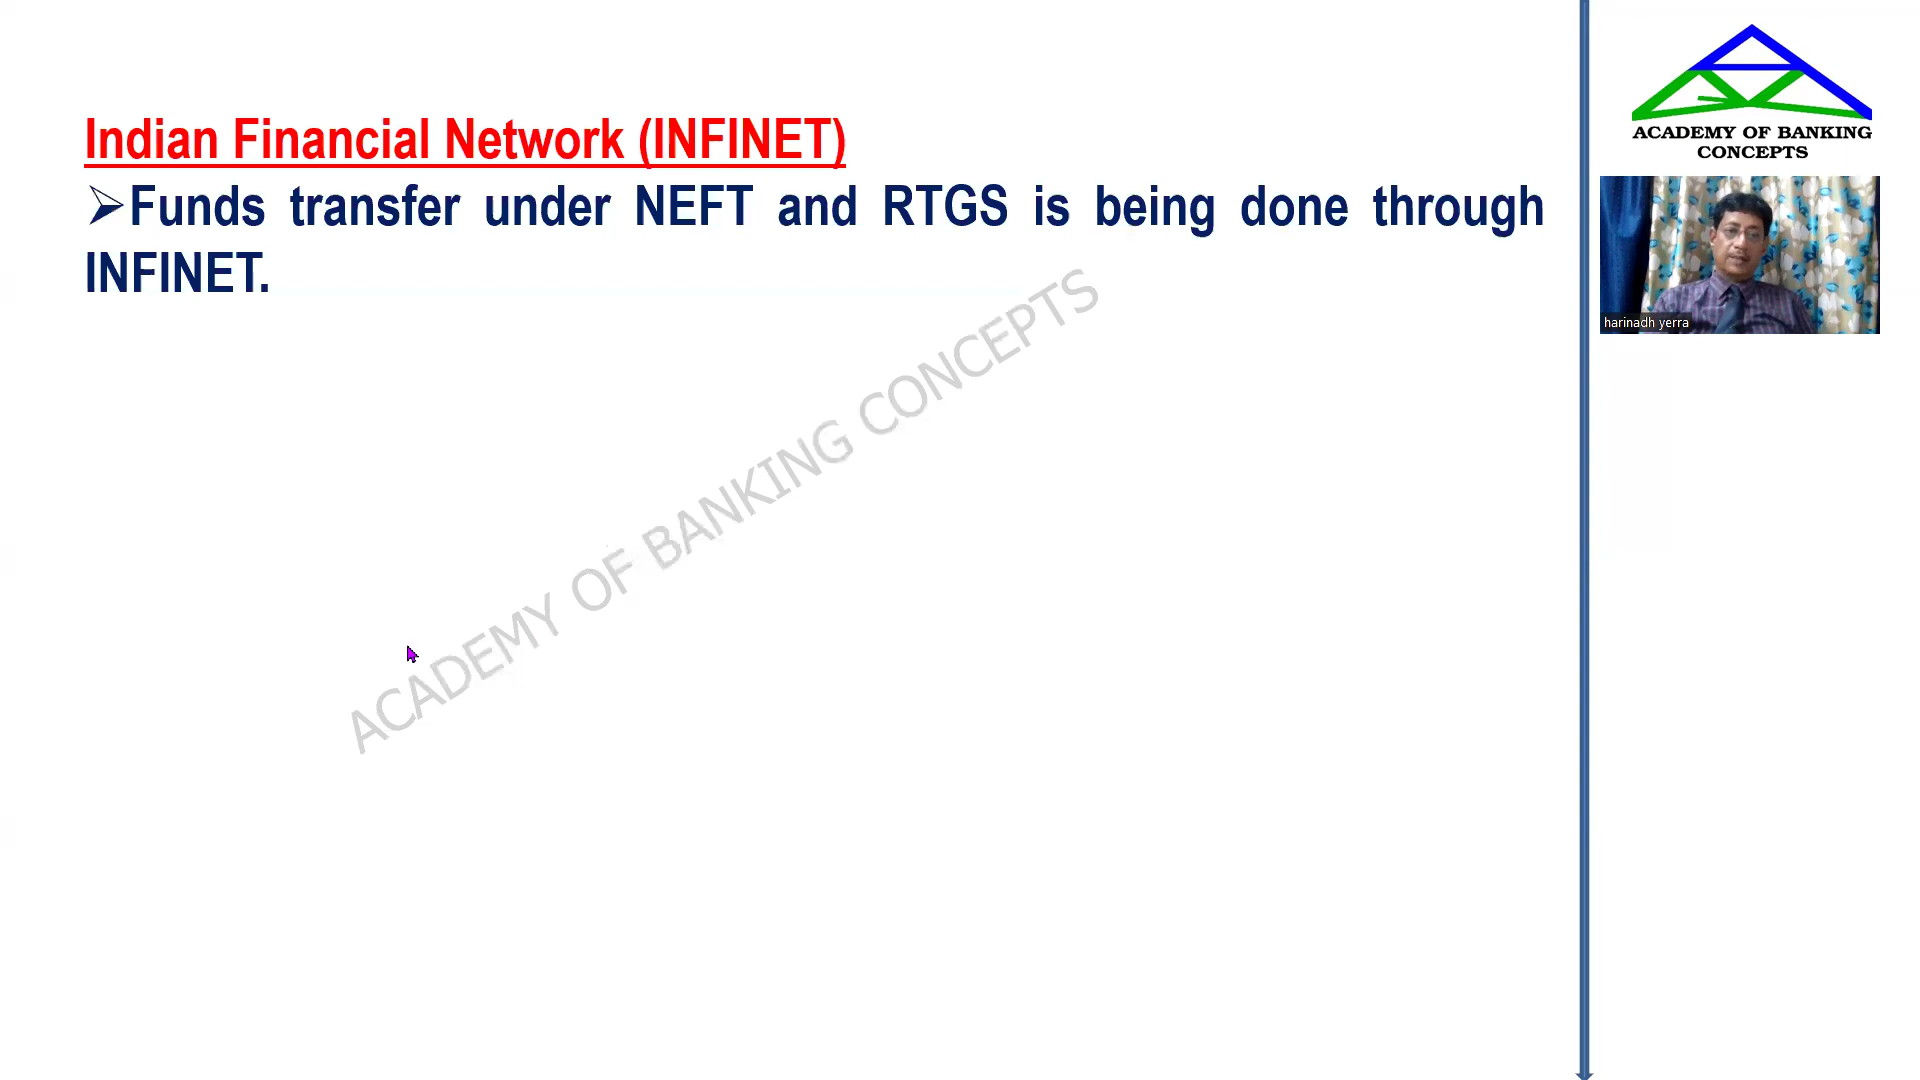 Indian Financial Network (INFINET)
➢Funds transfer under NEFT and RTGS is being done through
INFINET.
ACADEMY OF BANKING CONCEPTS
ACADEMY OF BANKING
CONCEPTS
harinadh yerra